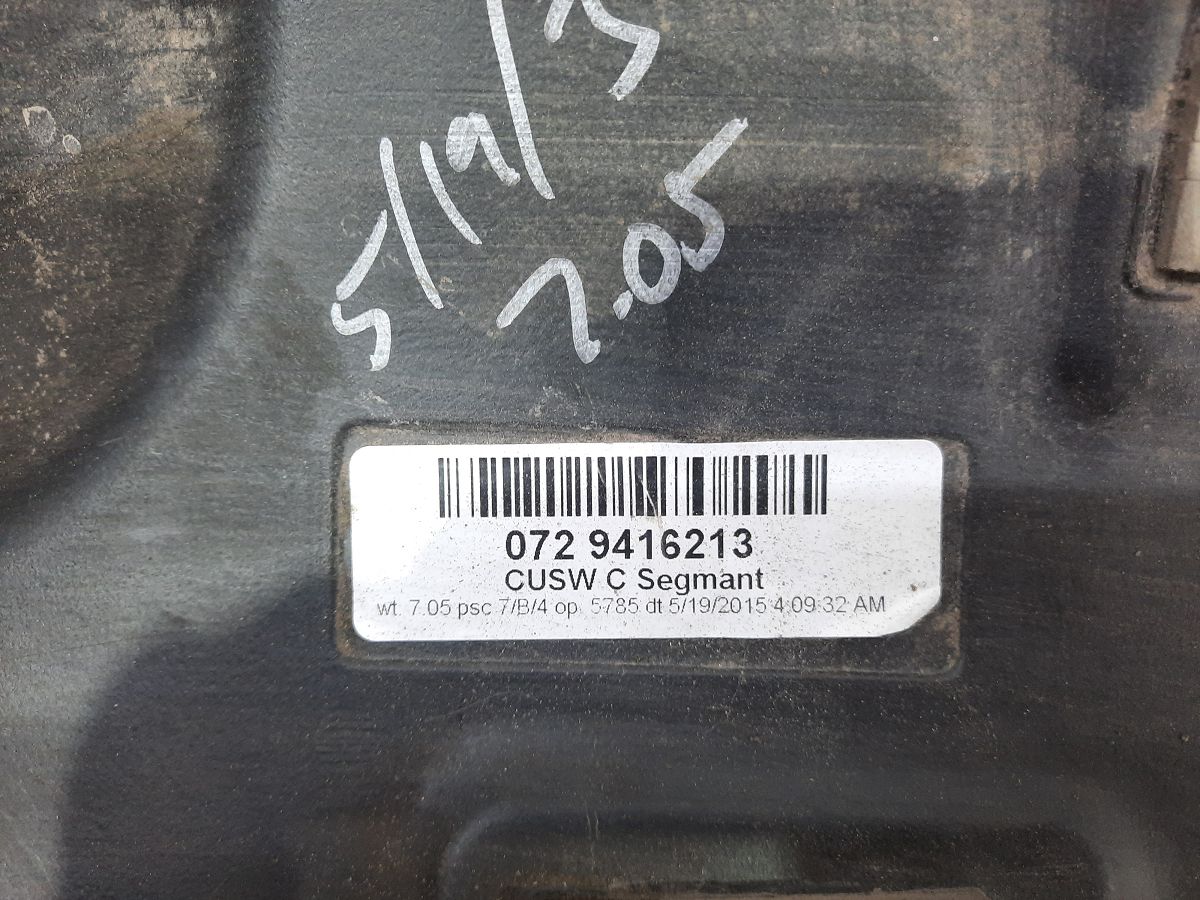 5/19/15
7.05
072 9416213
CUSW C Segmant
wt. 7.05 psc 7/B/4 op. 5785 dt 5/19/2015 4:09:32 AM